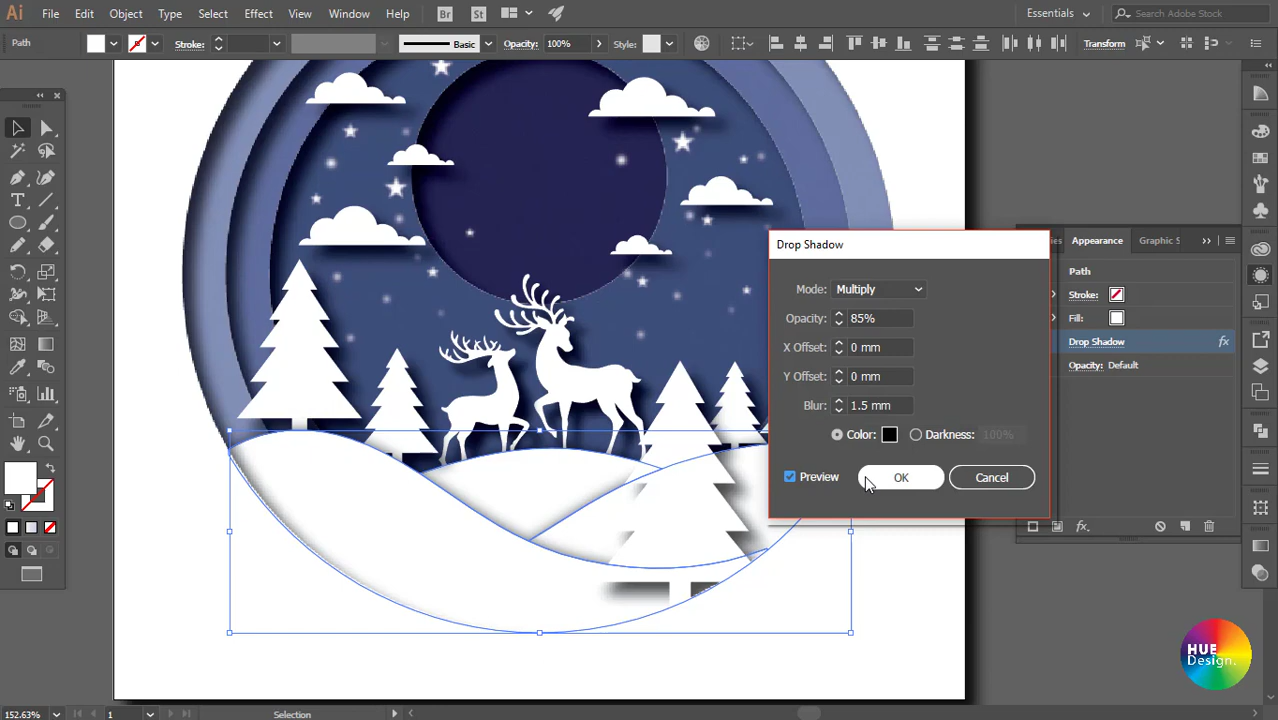 Ai File Edit Object Type Select Effect View Window Help Br St Essentials Search Adobe Stock
Path Stroke: Basic Opacity: 100% Style: Transform
Drop Shadow
Mode: Multiply
Opacity: 85%
X Offset: 0 mm
Y Offset: 0 mm
Blur: 1.5 mm
Color: Darkness: 100%
Preview OK Cancel
ies Appearance Graphic S
Path
Stroke:
Fill:
Drop Shadow fx
Opacity: Default
fx
HUE
Design.
152.63% 1 Selection